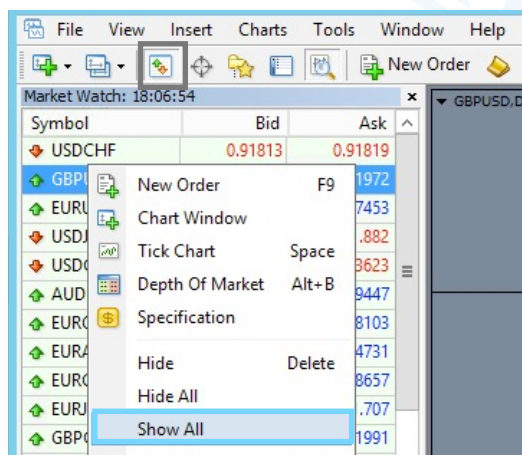 File View Insert Charts Tools Window Help
New Order
Market Watch: 18:06:54
GBPUSD,D
Symbol Bid Ask
USDCHF 0.91813 0.91819
GBP 1972
EUR 7453
USDJ .882
USD 3623
AUD 9447
EUR 8103
EUR 4731
EUR 8657
EURJ .707
GBP 1991
New Order F9
Chart Window
Tick Chart Space
Depth Of Market Alt+B
Specification
Hide Delete
Hide All
Show All